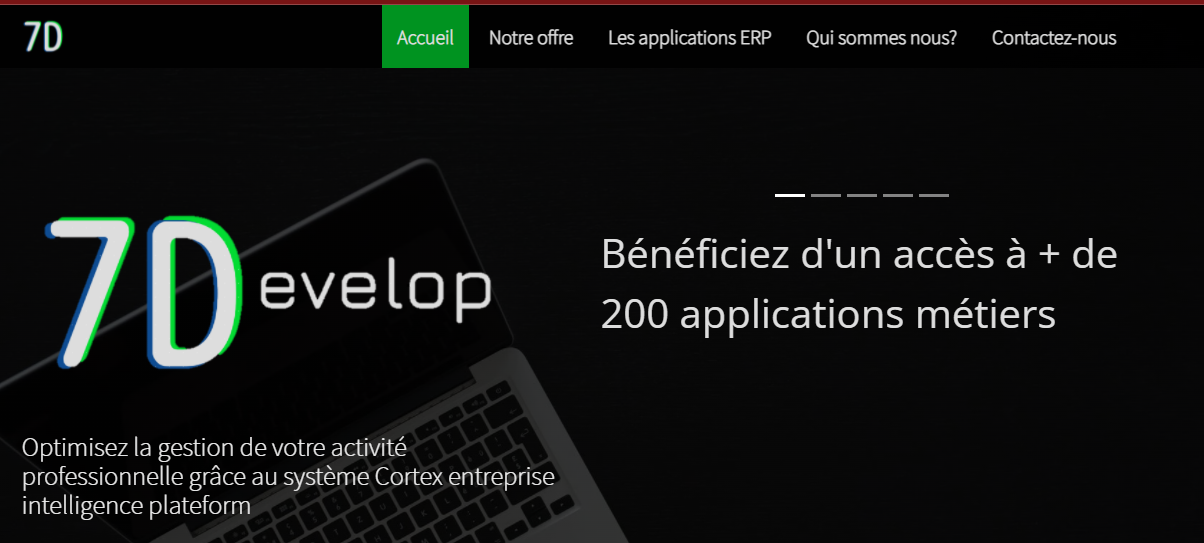 7D
Accueil
Notre offre
Les applications ERP
Qui sommes nous?
Contactez-nous
7Develop
Bénéficiez d'un accès à + de
200 applications métiers
Optimisez la gestion de votre activité
professionnelle grâce au système Cortex entreprise
intelligence plateform